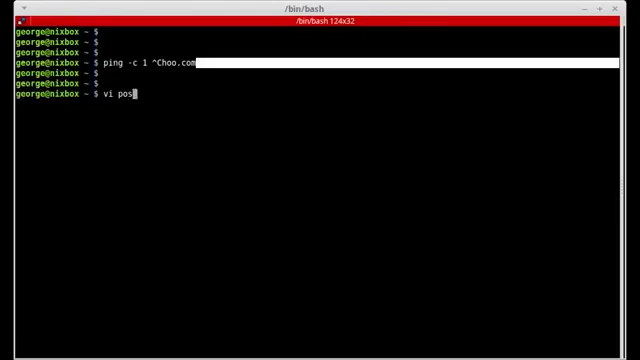 /bin/bash
/bin/bash 124x32
george@nixbox ~ $
george@nixbox ~ $
george@nixbox ~ $
george@nixbox ~ $ ping -c 1 ^Choo.com
george@nixbox ~ $
george@nixbox ~ $
george@nixbox ~ $ vi pos